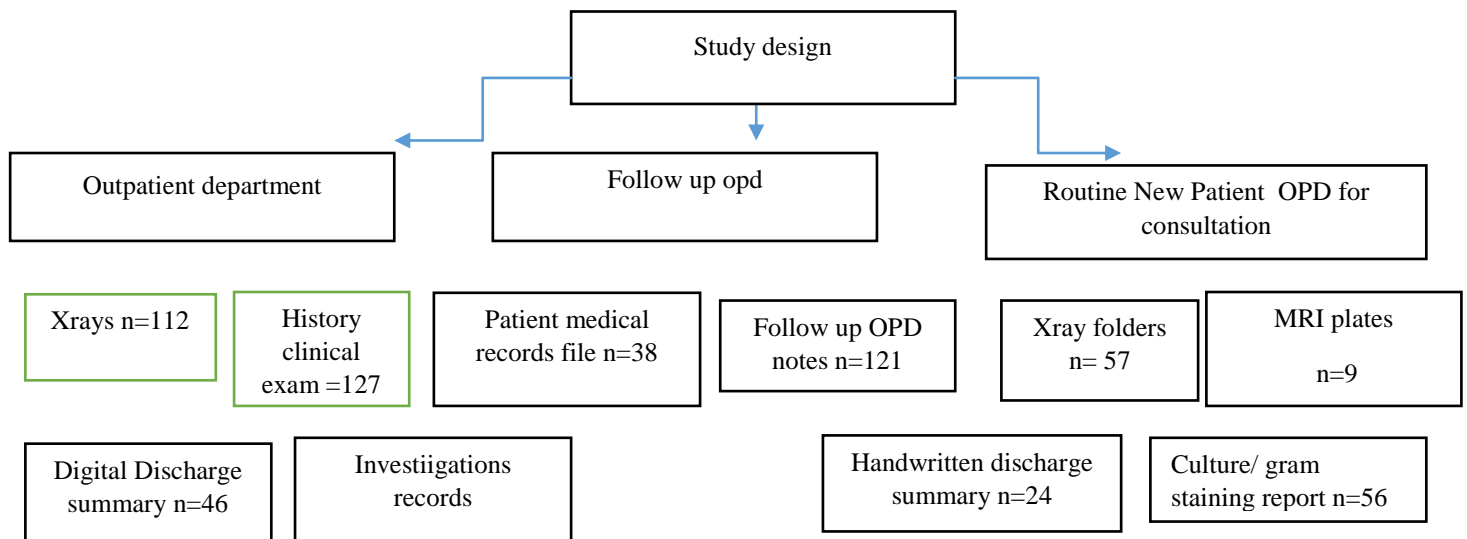 Study design
Outpatient department
Follow up opd
Routine New Patient OPD for
consultation
Xrays n=112
History
clinical
exam =127
Patient medical
records file n=38
Follow up OPD
notes n=121
Xray folders
n= 57
MRI plates
n=9
Digital Discharge
summary n=46
Investiigations
records
Handwritten discharge
summary n=24
Culture/ gram
staining report n=56